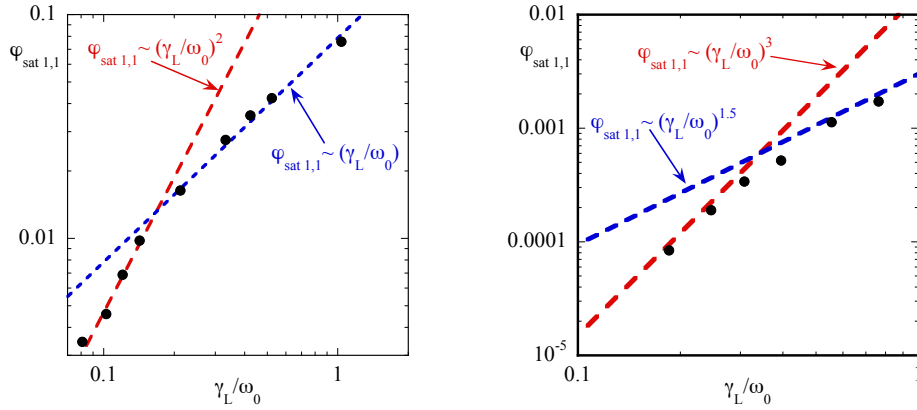 0.1
φsat 1,1
φsat 1,1 ~ (γL/ω0)²
0.01
φsat 1,1 ~ (γL/ω0)
0.1
1
γL/ω0
0.01
φsat 1,1
φsat 1,1 ~ (γL/ω0)³
0.001
φsat 1,1 ~ (γL/ω0)¹·⁵
0.0001
10⁻⁵
0.1
1
γL/ω0